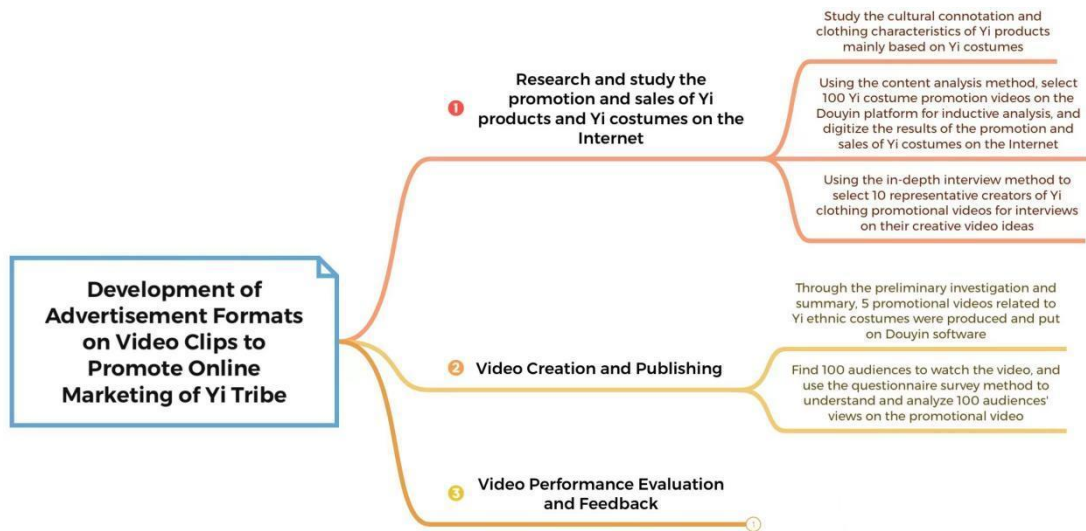 Development of
Advertisement Formats
on Video Clips to
Promote Online
Marketing of Yi Tribe
1
Research and study the
promotion and sales of Yi
products and Yi costumes on the
Internet
Study the cultural connotation and
clothing characteristics of Yi products
mainly based on Yi costumes
Using the content analysis method, select
100 Yi costume promotion videos on the
Douyin platform for inductive analysis, and
digitize the results of the promotion and
sales of Yi costumes on the Internet
Using the in-depth interview method to
select 10 representative creators of Yi
clothing promotional videos for interviews
on their creative video ideas
2
Video Creation and Publishing
Through the preliminary investigation and
summary, 5 promotional videos related to
Yi ethnic costumes were produced and put
on Douyin software
Find 100 audiences to watch the video, and
use the questionnaire survey method to
understand and analyze 100 audiences'
views on the promotional video
3
Video Performance Evaluation
and Feedback
1